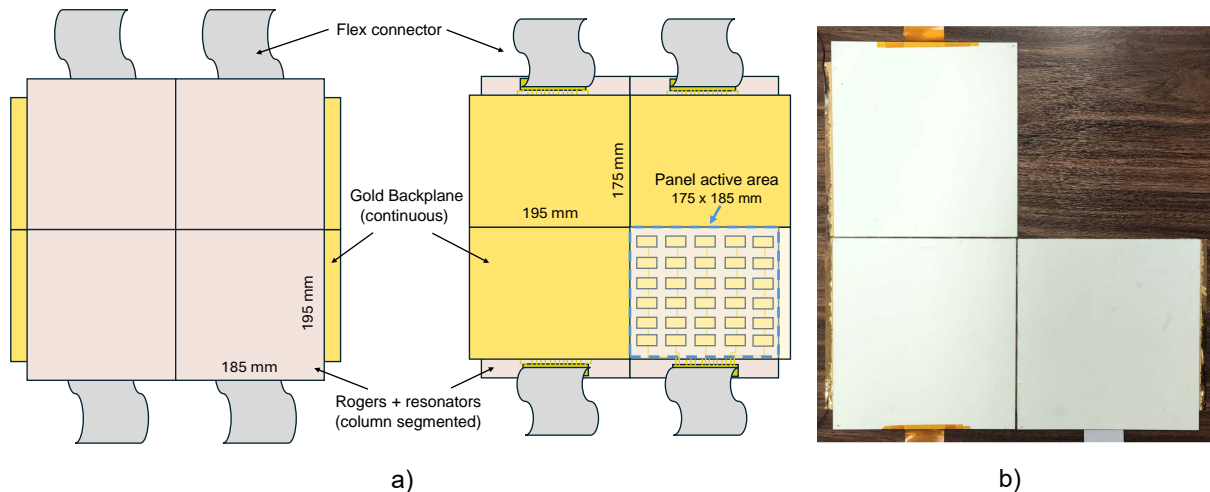 Flex connector
Gold Backplane
(continuous)
195 mm
185 mm
Rogers + resonators
(column segmented)
175 mm
195 mm
Panel active area
175 x 185 mm
a)
b)